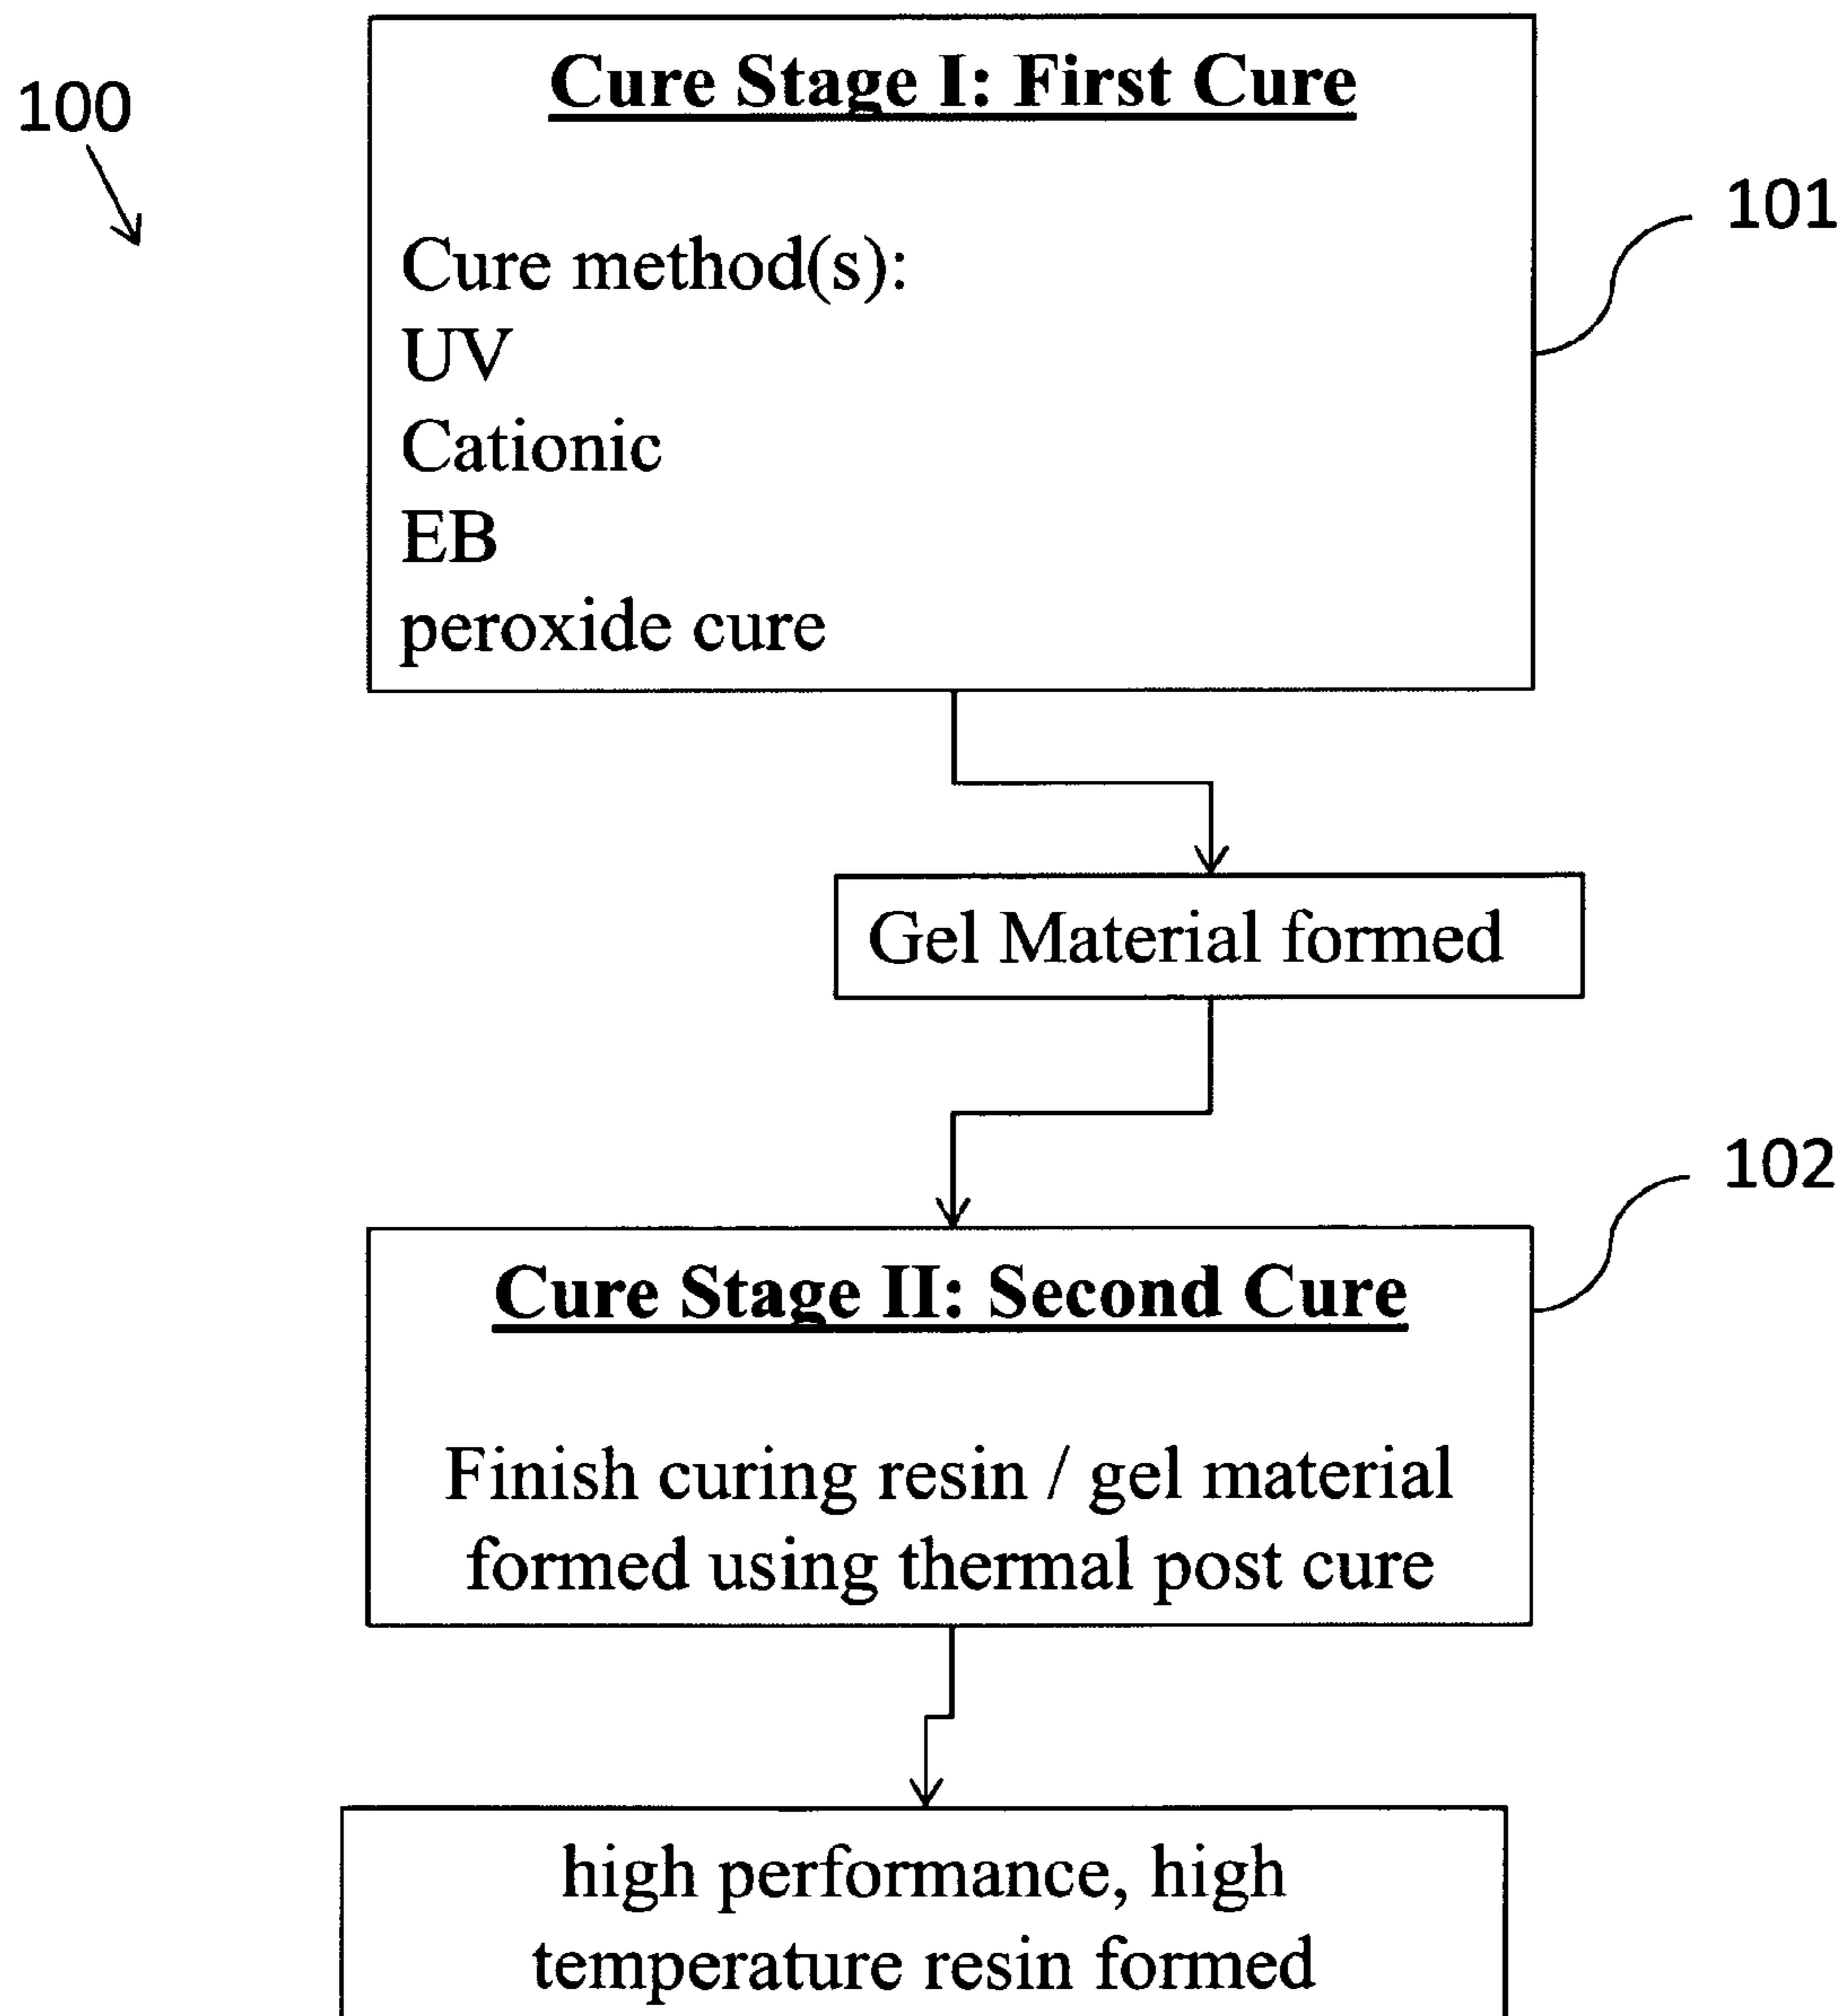 Cure Stage I: First Cure
100
101
Cure method(s):
UV
Cationic
EB
peroxide cure
Gel Material formed
102
Cure Stage II: Second Cure
Finish curing resin / gel material
formed using thermal post cure
high performance, high
temperature resin formed